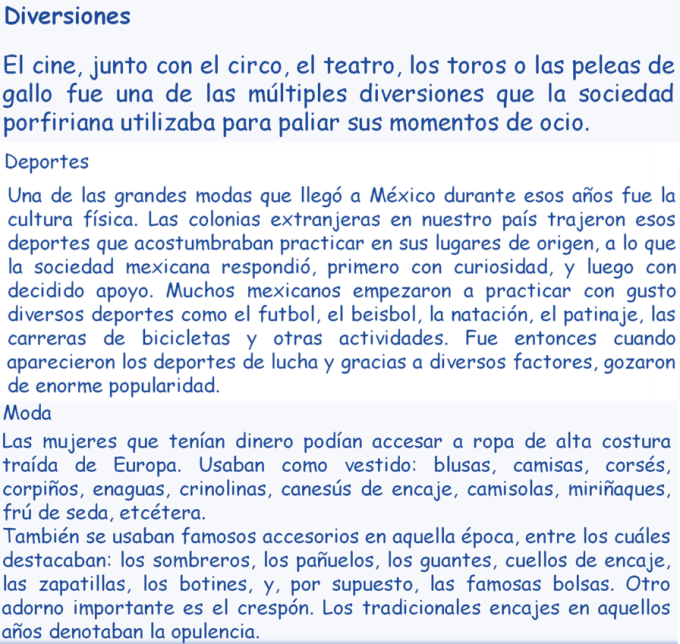 Diversiones
El cine, junto con el circo, el teatro, los toros o las peleas de
gallo fue una de las múltiples diversiones que la sociedad
porfiriana utilizaba para paliar sus momentos de ocio.
Deportes
Una de las grandes modas que llegó a México durante esos años fue la
cultura física. Las colonias extranjeras en nuestro país trajeron esos
deportes que acostumbraban practicar en sus lugares de origen, a lo que
la sociedad mexicana respondió, primero con curiosidad, y luego con
decidido apoyo. Muchos mexicanos empezaron a practicar con gusto
diversos deportes como el futbol, el beisbol, la natación, el patinaje, las
carreras de bicicletas y otras actividades. Fue entonces cuando
aparecieron los deportes de lucha y gracias a diversos factores, gozaron
de enorme popularidad.
Moda
Las mujeres que tenían dinero podían accesar a ropa de alta costura
traída de Europa. Usaban como vestido: blusas, camisas, corsés,
corpiños, enaguas, crinolinas, canesús de encaje, camisolas, miriñaques,
frú de seda, etcétera.
También se usaban famosos accesorios en aquella época, entre los cuáles
destacaban: los sombreros, los pañuelos, los guantes, cuellos de encaje,
las zapatillas, los botines, y, por supuesto, las famosas bolsas. Otro
adorno importante es el crespón. Los tradicionales encajes en aquellos
años denotaban la opulencia.